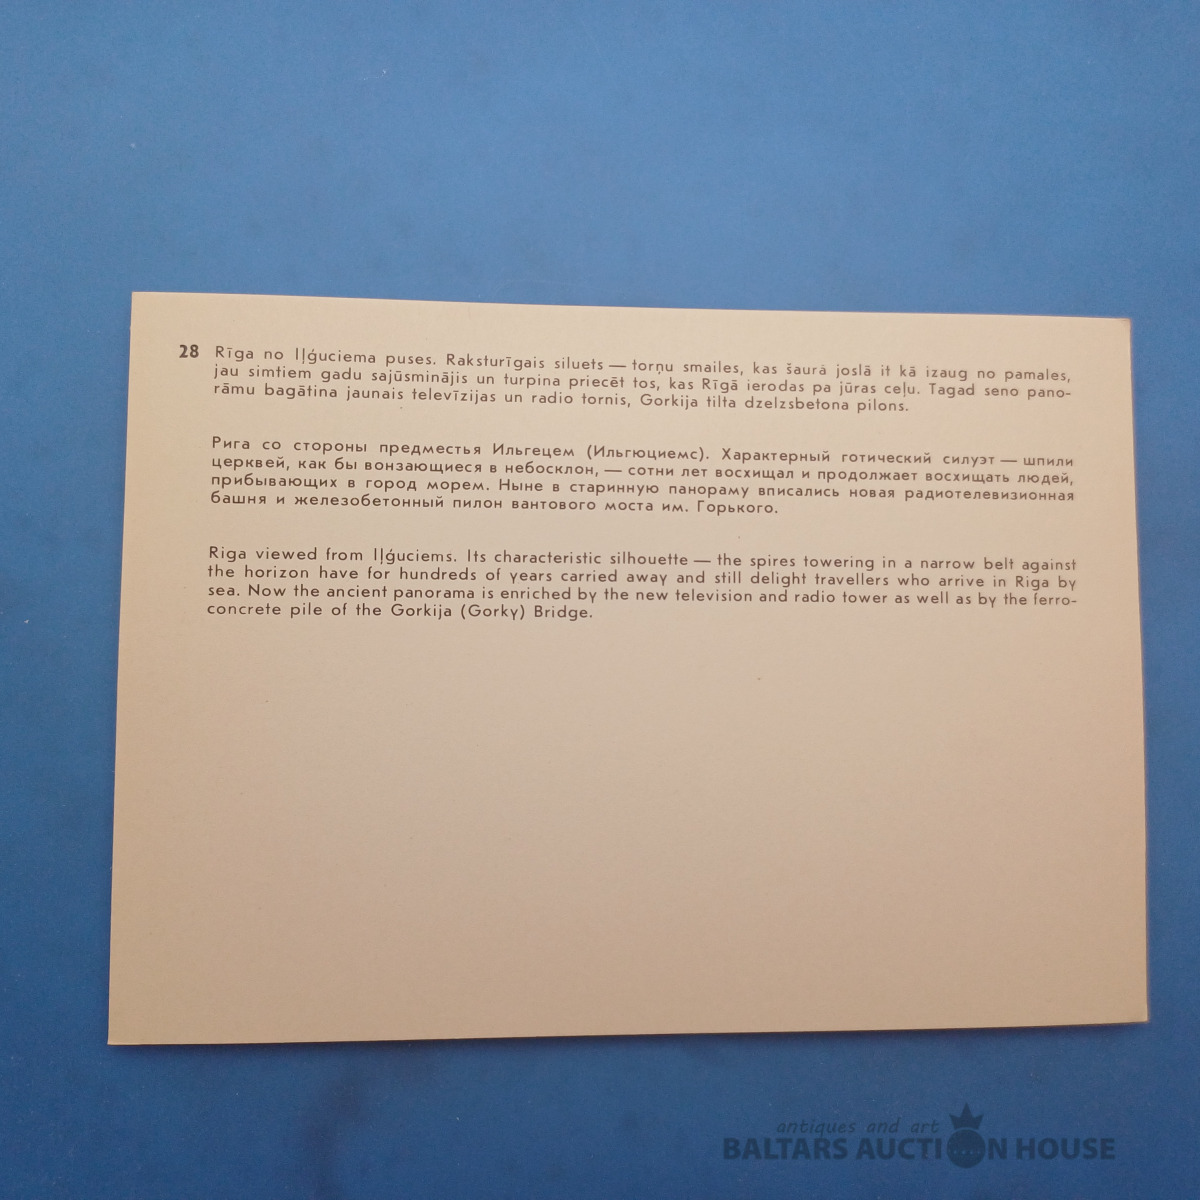 28 Rīga no Iļģuciema puses. Raksturīgais siluets — torņu smailes, kas šaurā joslā it kā izaug no pamales,
jau simtiem gadu sajūsminājis un turpina priecēt tos, kas Rīgā ierodas pa jūras ceļu. Tagad seno pano-
rāmu bagātina jaunais televīzijas un radio tornis, Gorkija tilta dzelzsbetona pilons.
Рига со стороны предместья Ильгецем (Ильгюциемс). Характерный готический силуэт — шпили
церквей, как бы вонзающиеся в небосклон, — сотни лет восхищал и продолжает восхищать людей,
прибывающих в город морем. Ныне в старинную панораму вписались новая радиотелевизионная
башня и железобетонный пилон вантового моста им. Горького.
Riga viewed from Iļģuciems. Its characteristic silhouette — the spires towering in a narrow belt against
the horizon have for hundreds of years carried away and still delight travellers who arrive in Riga by
sea. Now the ancient panorama is enriched by the new television and radio tower as well as by the ferro-
concrete pile of the Gorkija (Gorky) Bridge.
antiques and art
BALTARS AUCTION HOUSE